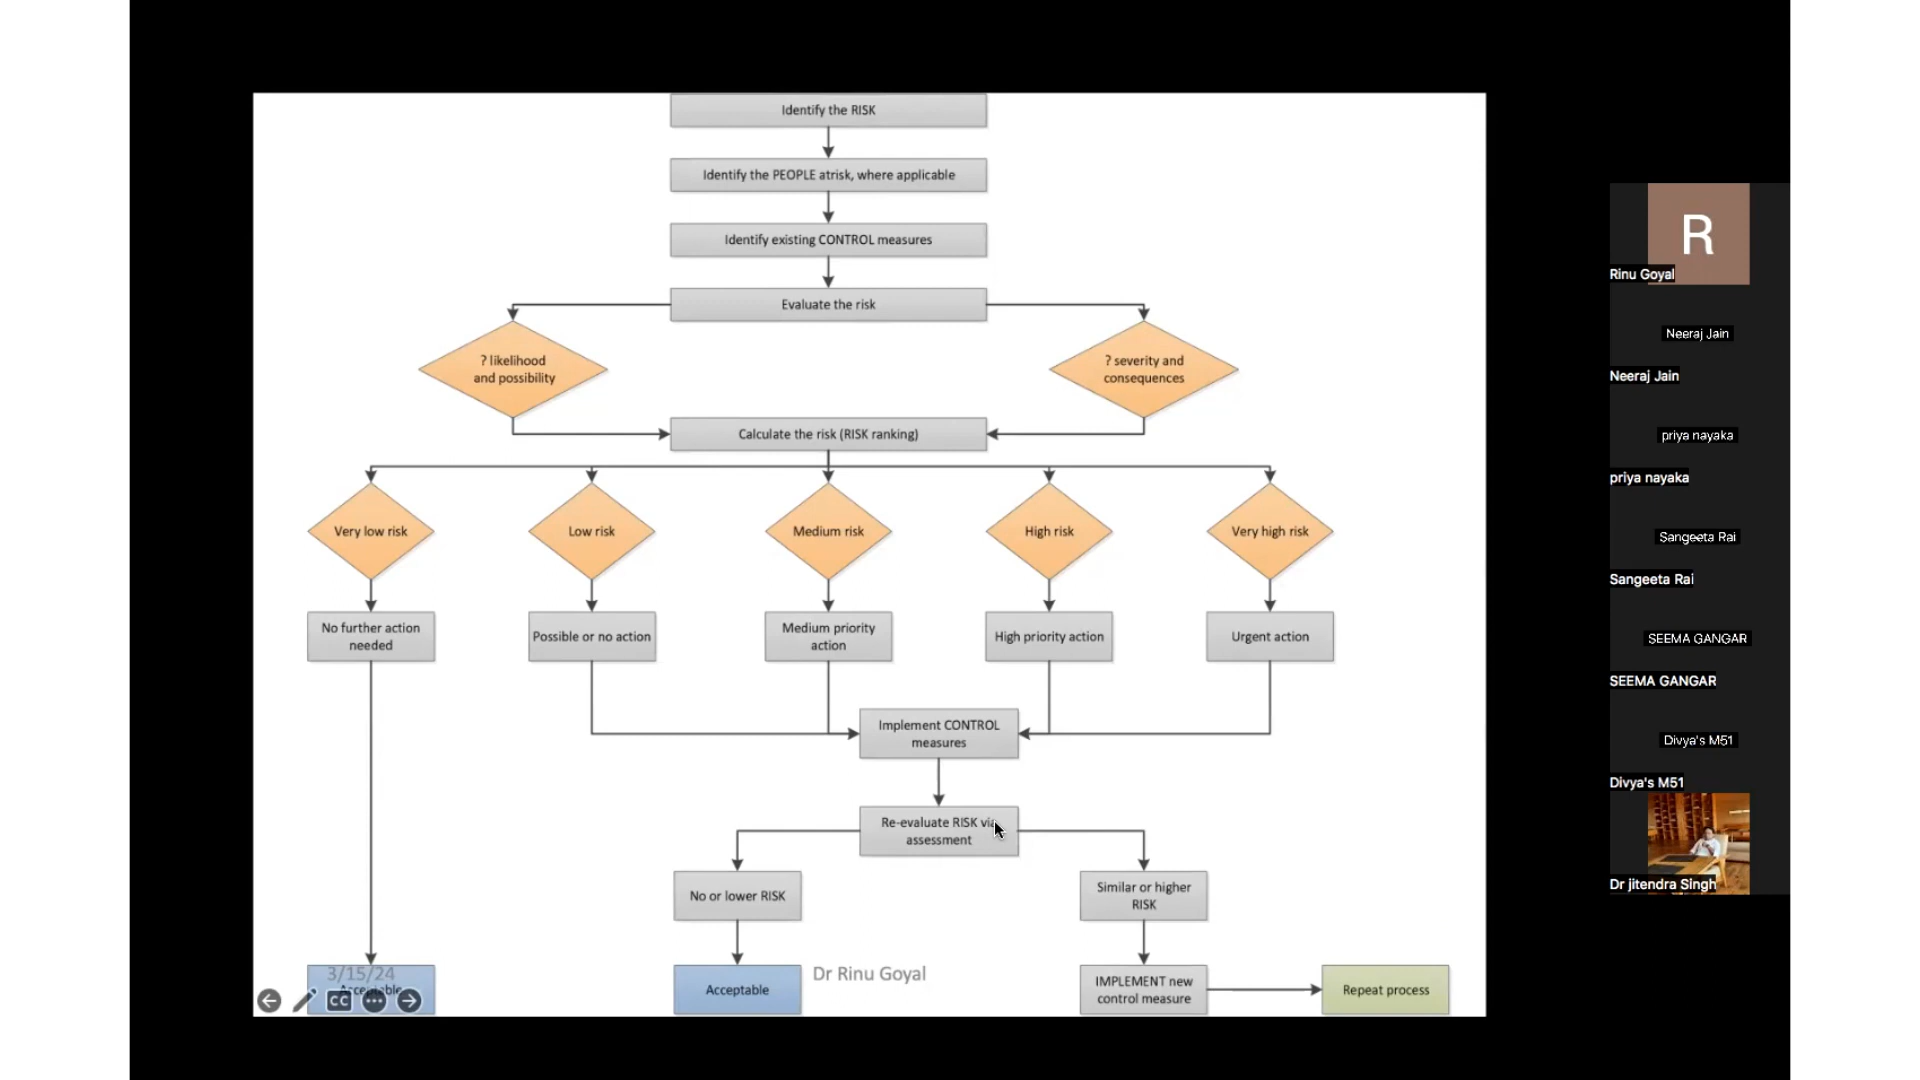 Identify the RISK
Identify the PEOPLE atrisk, where applicable
Identify existing CONTROL measures
Evaluate the risk
? likelihood
and possibility
? severity and
consequences
Calculate the risk (RISK ranking)
Very low risk
Low risk
Medium risk
High risk
Very high risk
No further action
needed
Possible or no action
Medium priority
action
High priority action
Urgent action
Implement CONTROL
measures
Re-evaluate RISK via
assessment
No or lower RISK
Similar or higher
RISK
3/15/24
Acceptable
Acceptable
Dr Rinu Goyal
IMPLEMENT new
control measure
Repeat process
CC
R
Rinu Goyal
Neeraj Jain
Neeraj Jain
priya nayaka
priya nayaka
Sangeeta Rai
Sangeeta Rai
SEEMA GANGAR
SEEMA GANGAR
Divya's M51
Divya's M51
Dr jitendra Singh